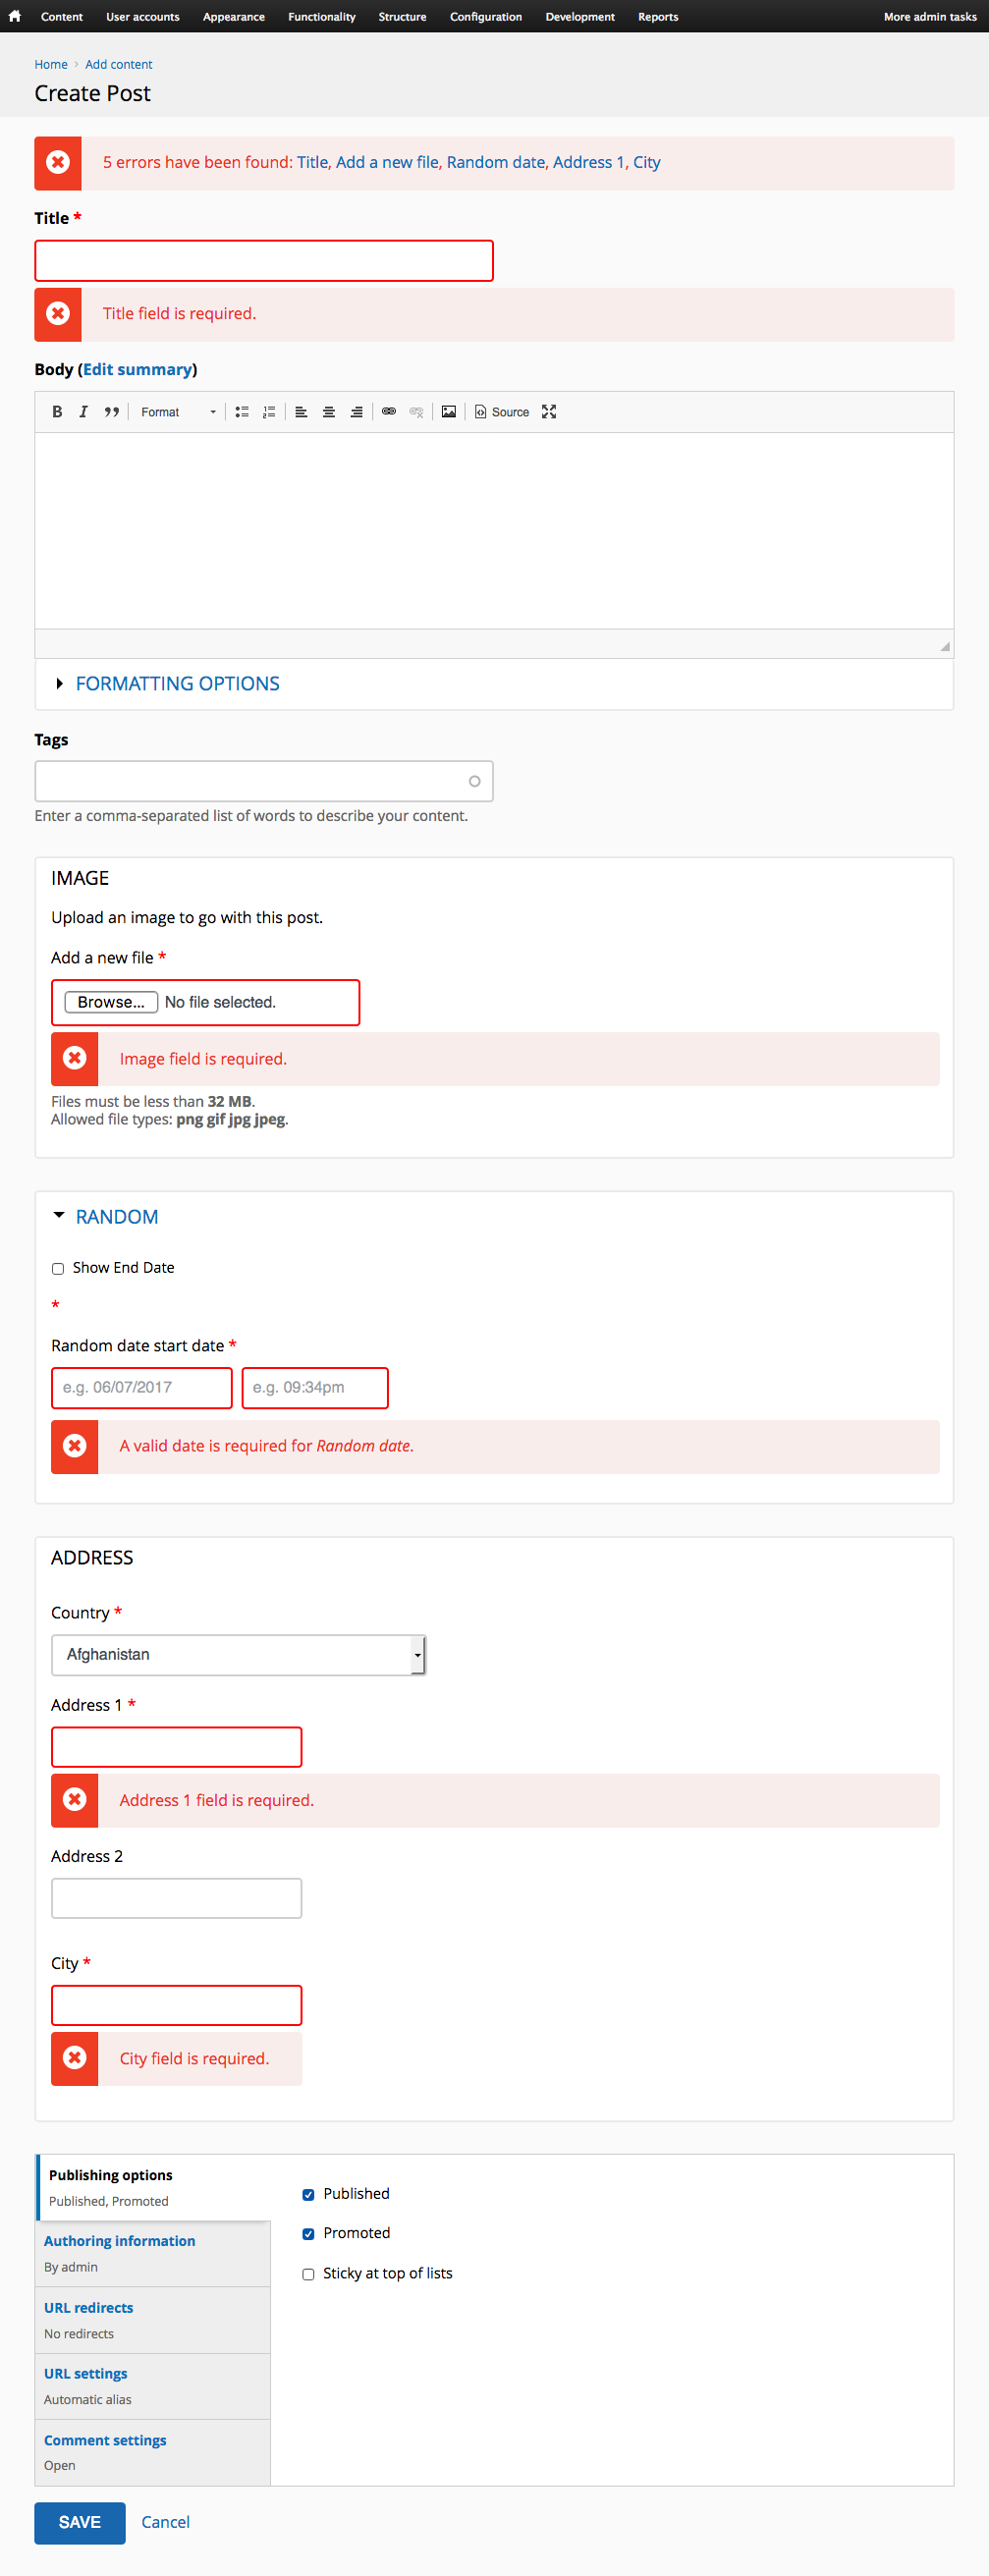 Content User accounts Appearance Functionality Structure Configuration Development Reports More admin tasks
Home › Add content
Create Post
5 errors have been found: Title, Add a new file, Random date, Address 1, City
Title *
Title field is required.
Body (Edit summary)
B I ” Format Source
FORMATTING OPTIONS
Tags
Enter a comma-separated list of words to describe your content.
IMAGE
Upload an image to go with this post.
Add a new file *
Browse... No file selected.
Image field is required.
Files must be less than 32 MB.
Allowed file types: png gif jpg jpeg.
RANDOM
Show End Date
*
Random date start date *
e.g. 06/07/2017 e.g. 09:34pm
A valid date is required for Random date.
ADDRESS
Country *
Afghanistan
Address 1 *
Address 1 field is required.
Address 2
City *
City field is required.
Publishing options
Published, Promoted
Authoring information
By admin
URL redirects
No redirects
URL settings
Automatic alias
Comment settings
Open
Published
Promoted
Sticky at top of lists
SAVE Cancel